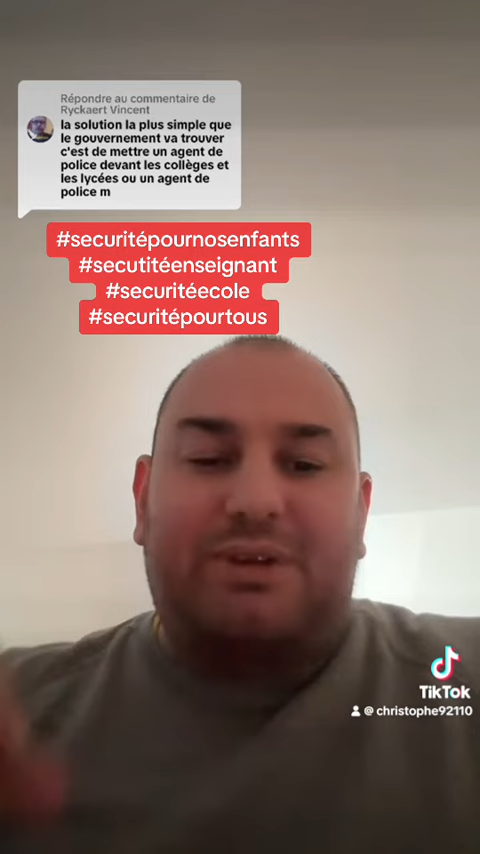 Répondre au commentaire de
Ryckaert Vincent
la solution la plus simple que
le gouvernement va trouver
c'est de mettre un agent de
police devant les collèges et
les lycées ou un agent de
police m
#securitépournosenfants
#secutitéenseignant
#securitéecole
#securitépourtous
TikTok
@christophe92110